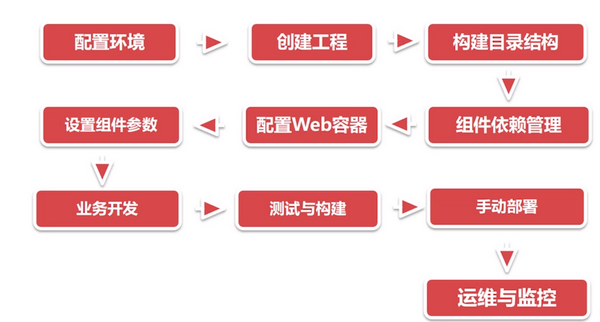 配置环境
创建工程
构建目录结构
组件依赖管理
配置Web容器
设置组件参数
业务开发
测试与构建
手动部署
运维与监控